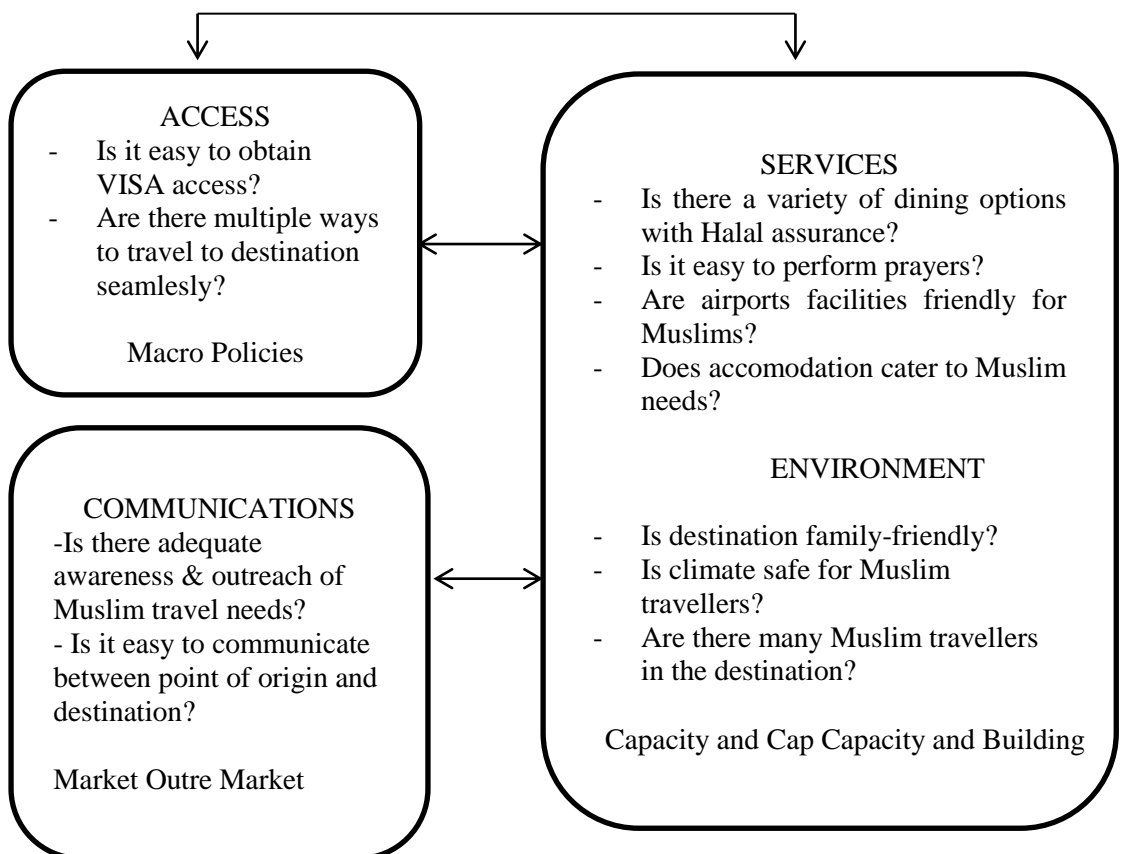 ACCESS
- Is it easy to obtain
VISA access?
- Are there multiple ways
to travel to destination
seamlesly?
Macro Policies
COMMUNICATIONS
-Is there adequate
awareness & outreach of
Muslim travel needs?
- Is it easy to communicate
between point of origin and
destination?
Market Outre Market
SERVICES
- Is there a variety of dining options
with Halal assurance?
- Is it easy to perform prayers?
- Are airports facilities friendly for
Muslims?
- Does accomodation cater to Muslim
needs?
ENVIRONMENT
- Is destination family-friendly?
- Is climate safe for Muslim
travellers?
- Are there many Muslim travellers
in the destination?
Capacity and Cap Capacity and Building